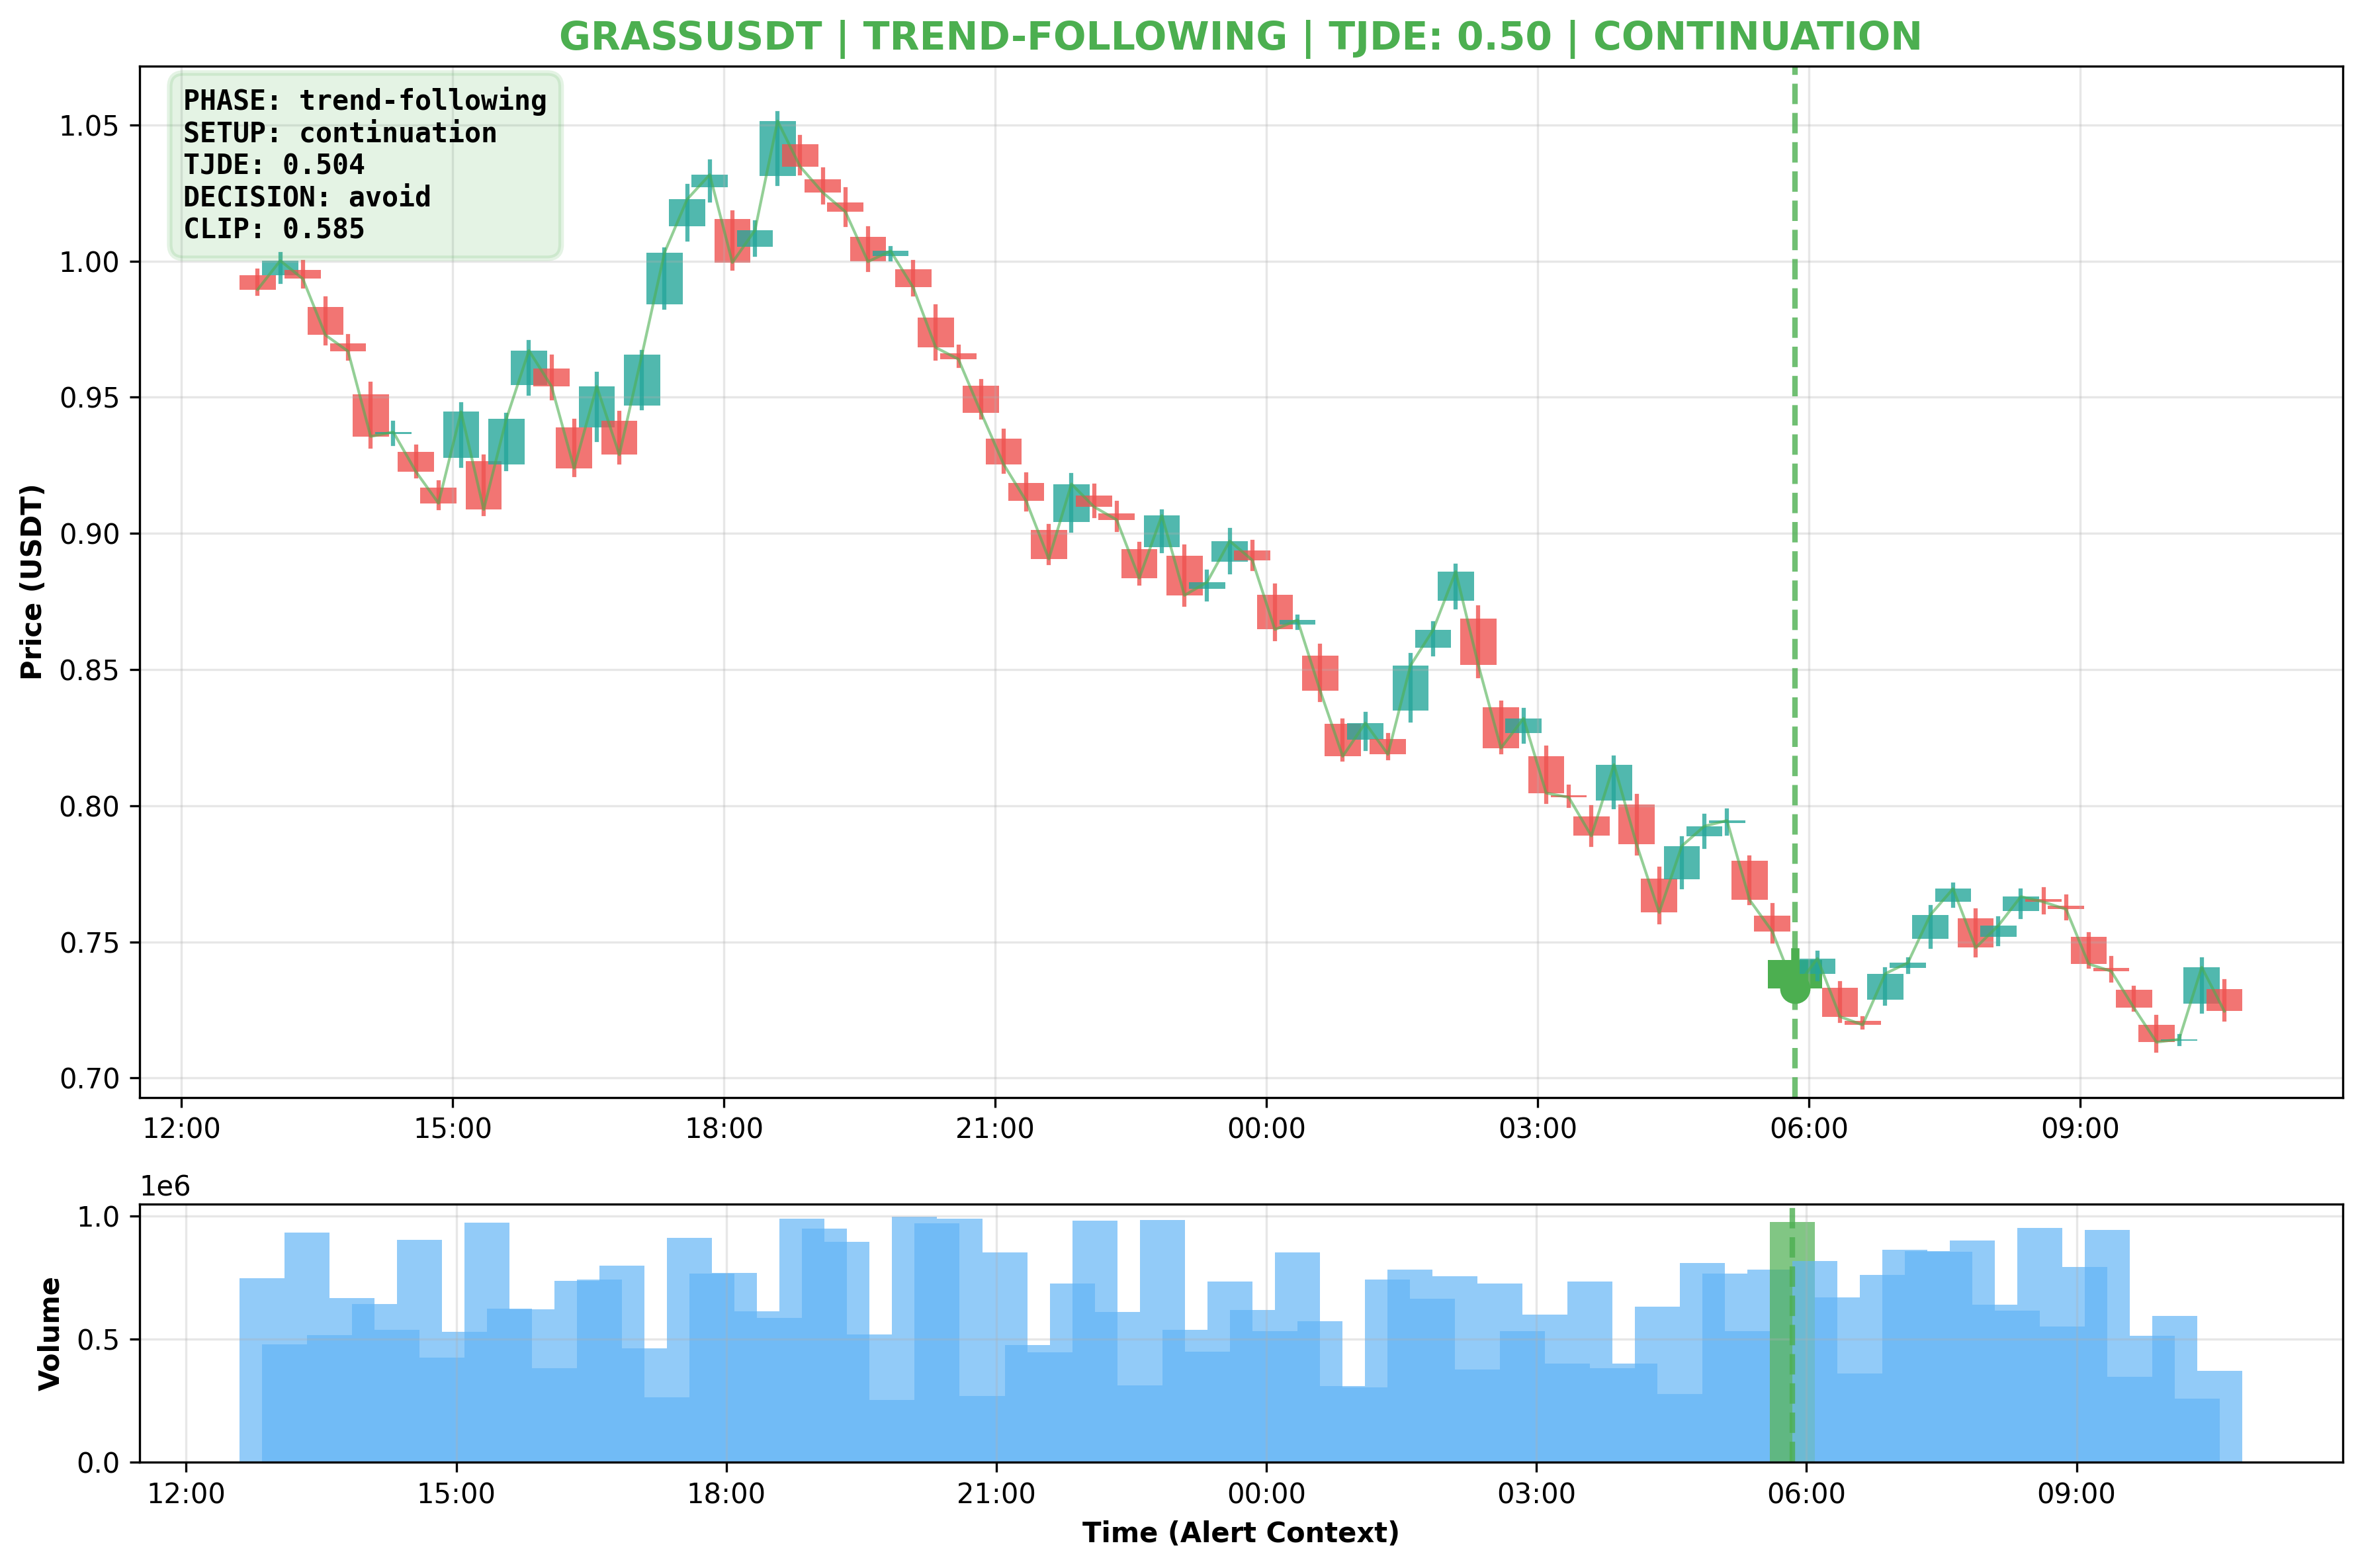 GRASSUSDT | TREND-FOLLOWING | TJDE: 0.50 | CONTINUATION
PHASE: trend-following
SETUP: continuation
TJDE: 0.504
DECISION: avoid
CLIP: 0.585
Price (USDT)
1.05
1.00
0.95
0.90
0.85
0.80
0.75
0.70
12:00 15:00 18:00 21:00 00:00 03:00 06:00 09:00
1e6
Volume
1.0
0.5
0.0
12:00 15:00 18:00 21:00 00:00 03:00 06:00 09:00
Time (Alert Context)